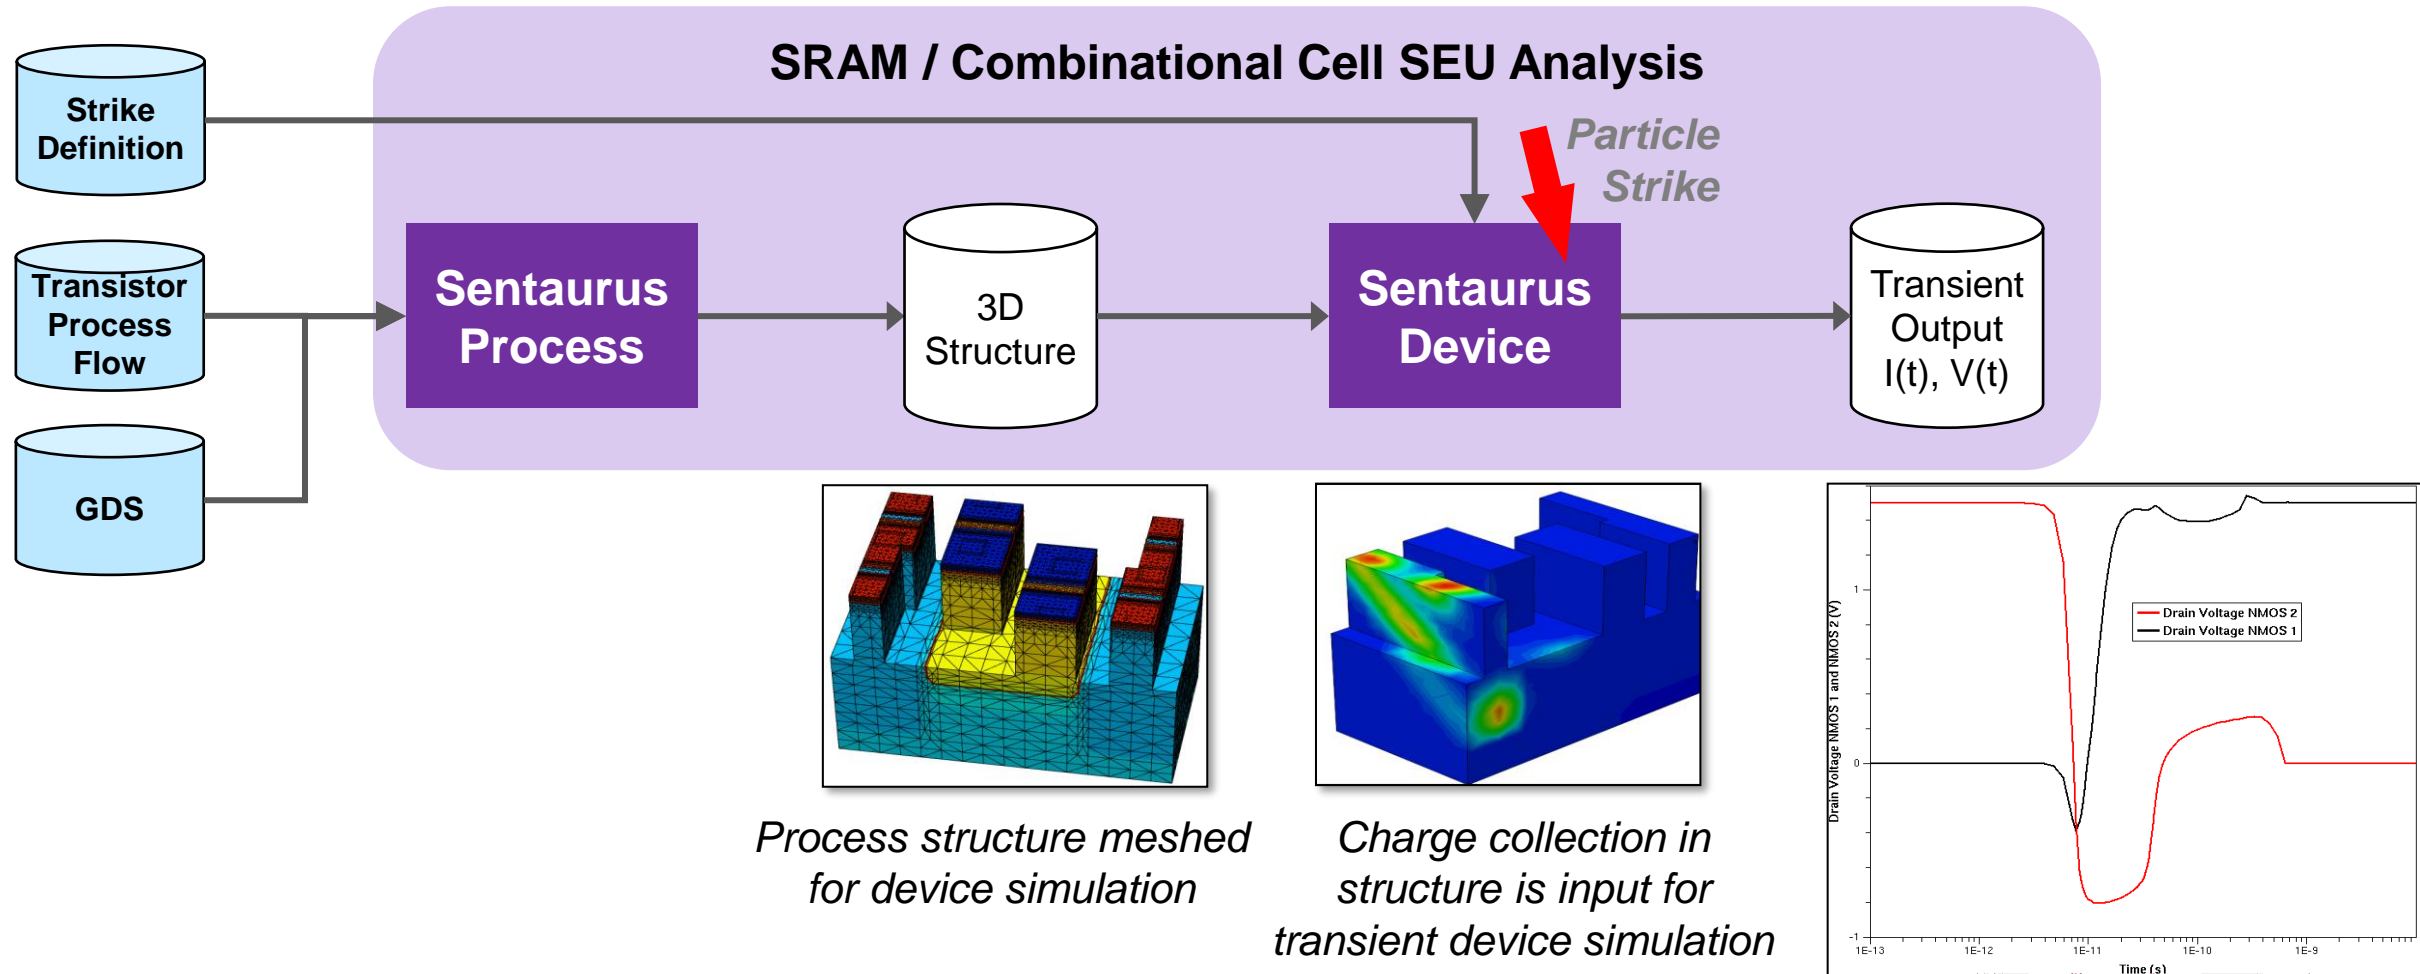 SRAM / Combinational Cell SEU Analysis
Strike
Definition
Particle
Strike
Transistor
Process
Flow
Sentaurus
Process
3D
Structure
Sentaurus
Device
Transient
Output
I(t), V(t)
GDS
Process structure meshed
for device simulation
Charge collection in
structure is input for
transient device simulation
Drain Voltage NMOS 1 and NMOS 2 (V)
1
0
-1
Drain Voltage NMOS 2
Drain Voltage NMOS 1
1E-13
1E-12
1E-11
1E-10
1E-9
Time (s)